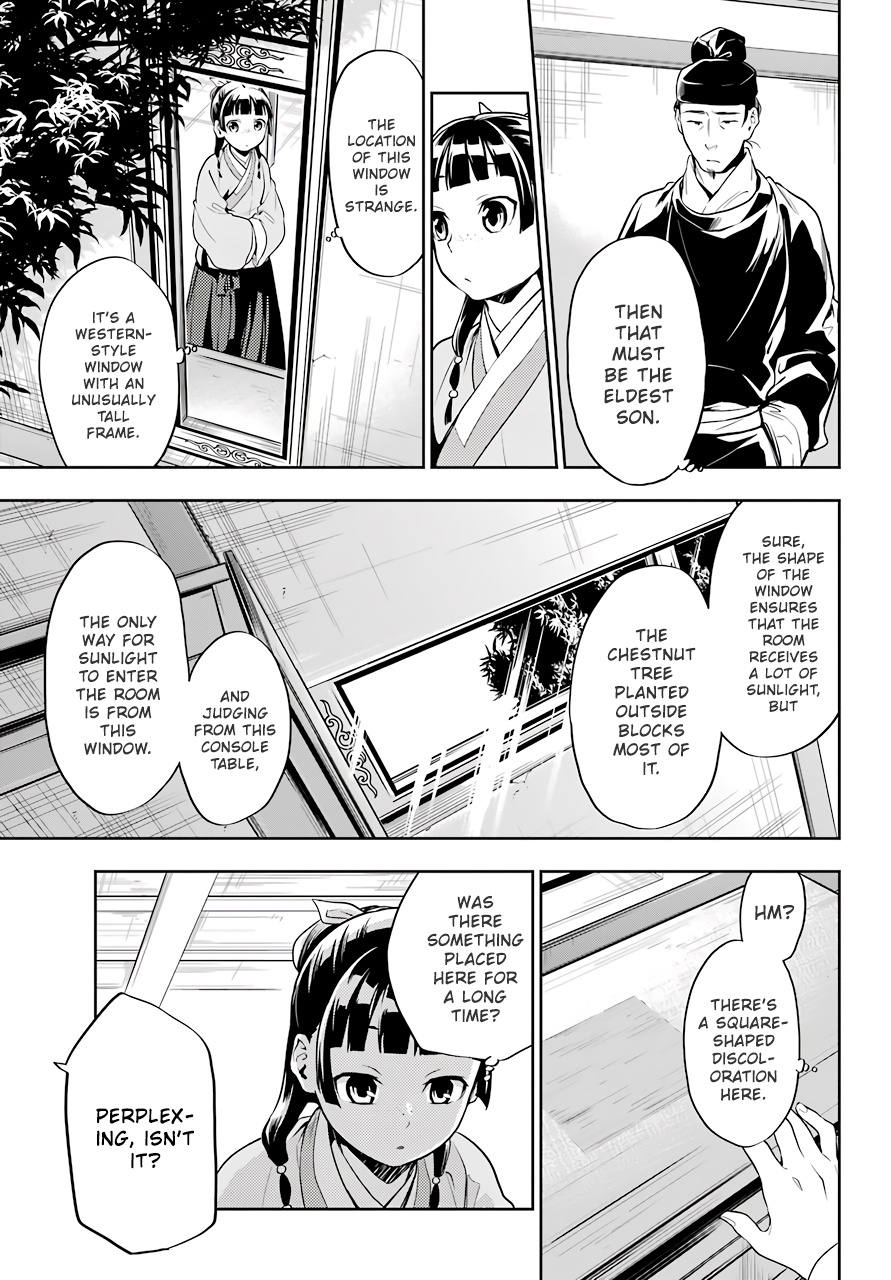 THEN
THAT
MUST
BE THE
ELDEST
SON.
THE
LOCATION
OF THIS
WINDOW
IS
STRANGE.
IT'S A
WESTERN-
STYLE
WINDOW
WITH AN
UNUSUALLY
TALL
FRAME.
SURE,
THE SHAPE
OF THE
WINDOW
ENSURES
THAT THE
ROOM
RECEIVES
A LOT OF
SUNLIGHT,
BUT
THE
CHESTNUT
TREE
PLANTED
OUTSIDE
BLOCKS
MOST OF
IT.
AND
JUDGING
FROM THIS
CONSOLE
TABLE,
THE ONLY
WAY FOR
SUNLIGHT
TO ENTER
THE ROOM
IS FROM
THIS
WINDOW.
HM?
THERE'S
A SQUARE-
SHAPED
DISCOL-
ORATION
HERE.
WAS
THERE
SOMETHING
PLACED
HERE FOR
A LONG
TIME?
PERPLEX-
ING, ISN'T
IT?